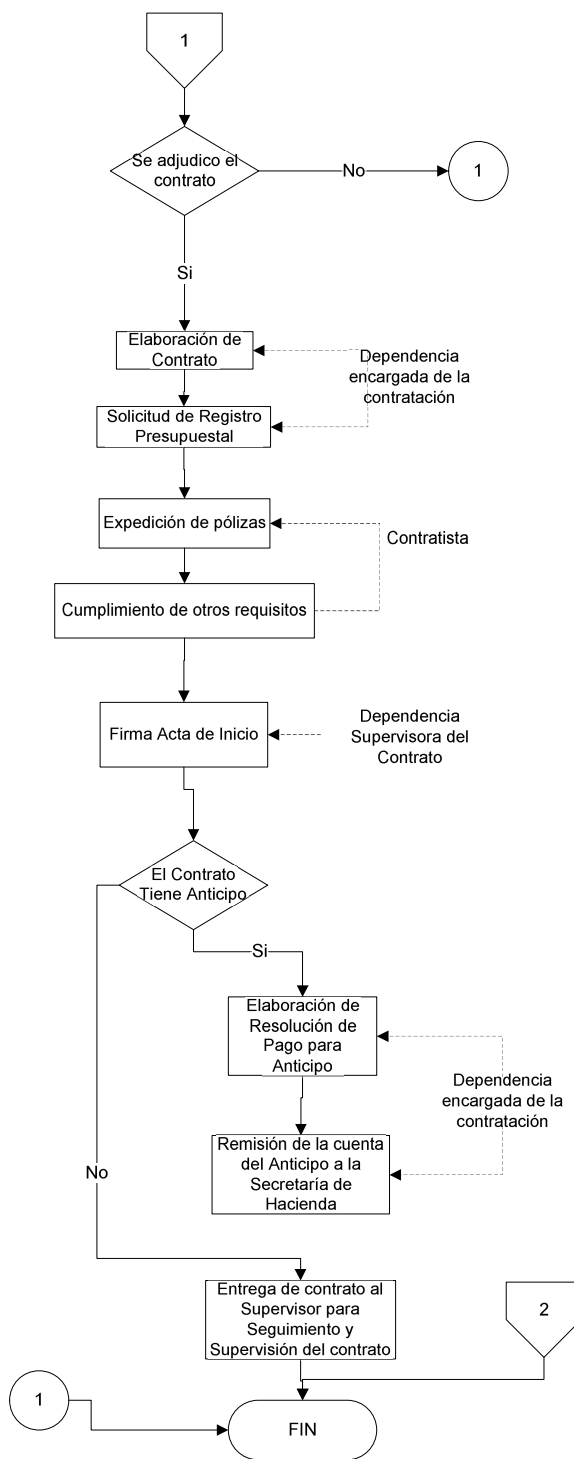 1
Se adjudico el
contrato
No
1
Si
Elaboración de
Contrato
Dependencia
encargada de la
contratación
Solicitud de Registro
Presupuestal
Expedición de pólizas
Contratista
Cumplimiento de otros requisitos
Firma Acta de Inicio
Dependencia
Supervisora del
Contrato
El Contrato
Tiene Anticipo
Si
Elaboración de
Resolución de
Pago para
Anticipo
Dependencia
encargada de la
contratación
Remisión de la cuenta
del Anticipo a la
Secretaría de
Hacienda
No
Entrega de contrato al
Supervisor para
Seguimiento y
Supervisión del contrato
2
1
FIN